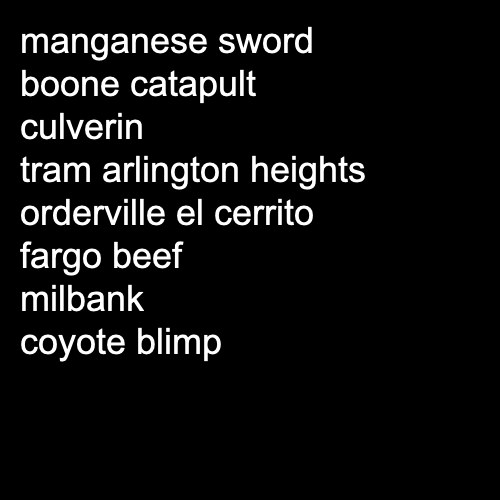 manganese sword
boone catapult
culverin
tram arlington heights
orderville el cerrito
fargo beef
milbank
coyote blimp